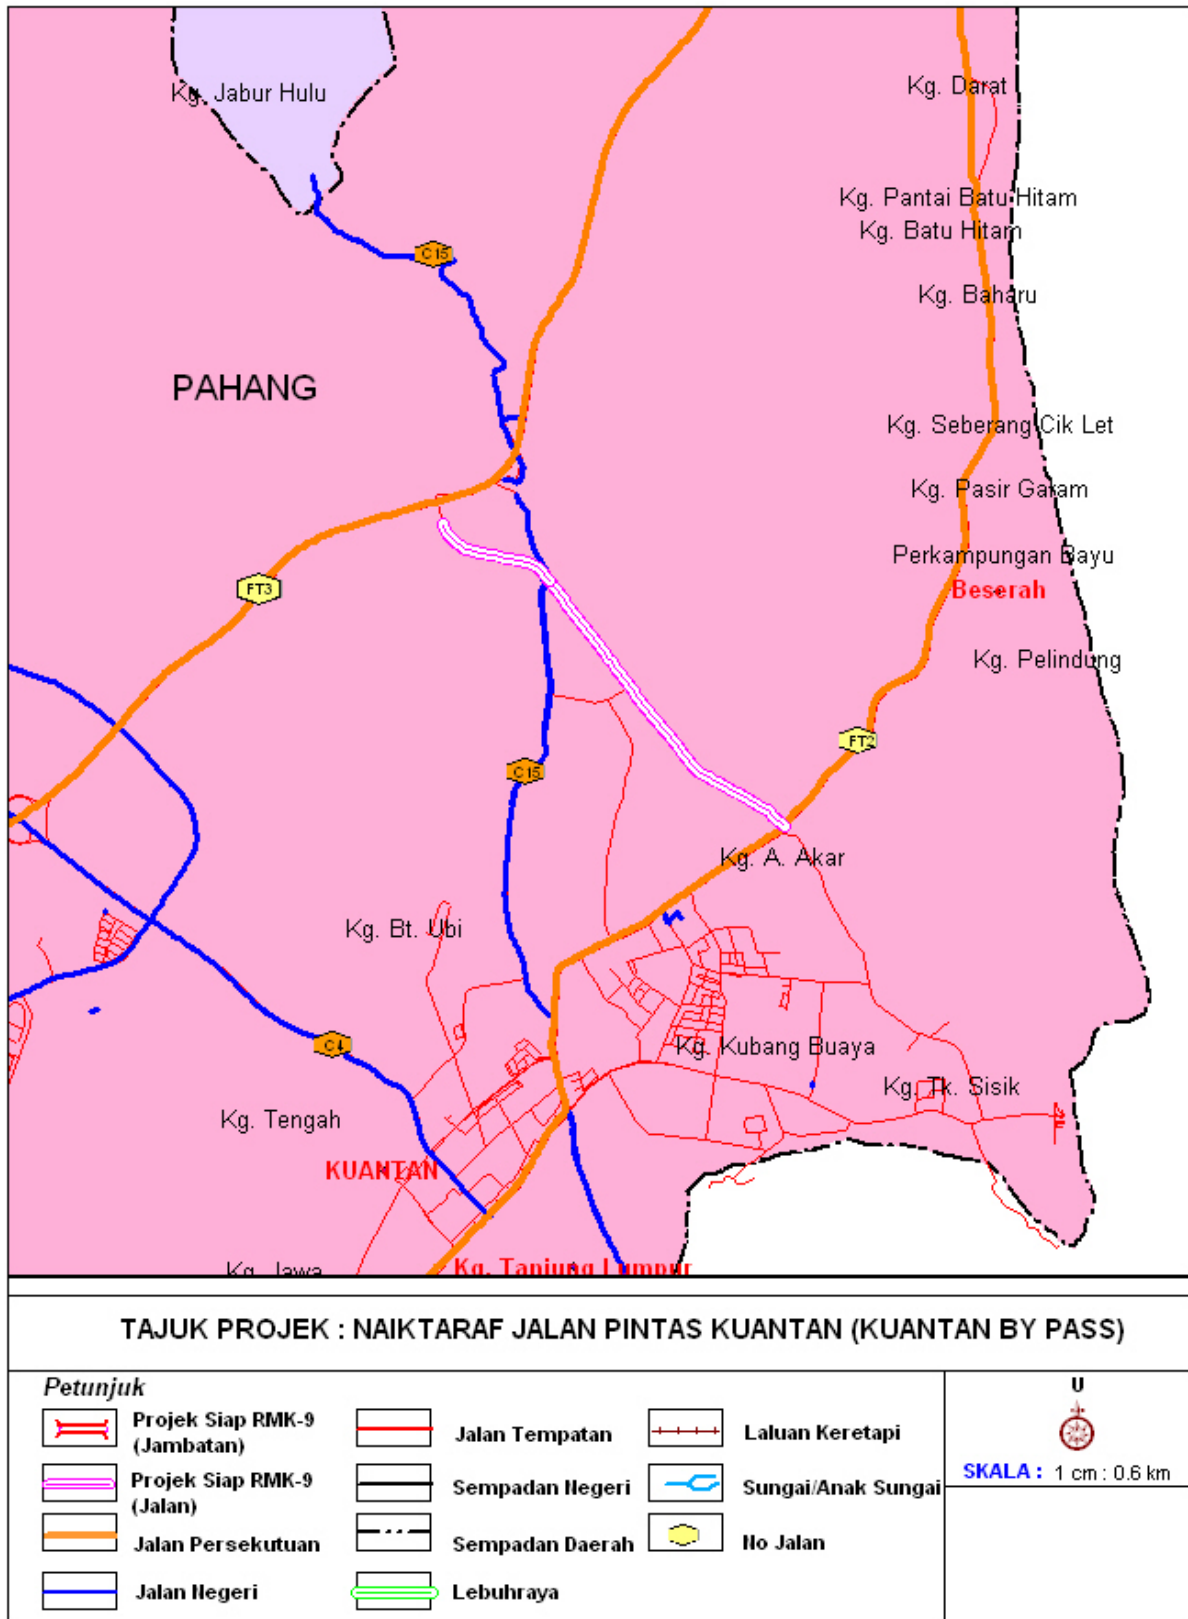 Kg. Jabur Hulu
Kg. Darat
Kg. Pantai Batu Hitam
Kg. Batu Hitam
C15
Kg. Baharu
PAHANG
Kg. Seberang Cik Let
Kg. Pasir Garam
Perkampungan Bayu
FT3
Beserah
Kg. Pelindung
FT2
C15
Kg. A. Akar
Kg. Bt. Ubi
C4
Kg. Kubang Buaya
Kg. Tk. Sisik
Kg. Tengah
KUANTAN
Kg. Jawa
Kg. Tanjung Lumpur
TAJUK PROJEK : NAIKTARAF JALAN PINTAS KUANTAN (KUANTAN BY PASS)
Petunjuk
Projek Siap RMK-9
(Jambatan)
Projek Siap RMK-9
(Jalan)
Jalan Persekutuan
Jalan Negeri
Jalan Tempatan
Sempadan Negeri
Sempadan Daerah
Lebuhraya
Laluan Keretapi
Sungai/Anak Sungai
No Jalan
U
SKALA : 1 cm : 0.6 km